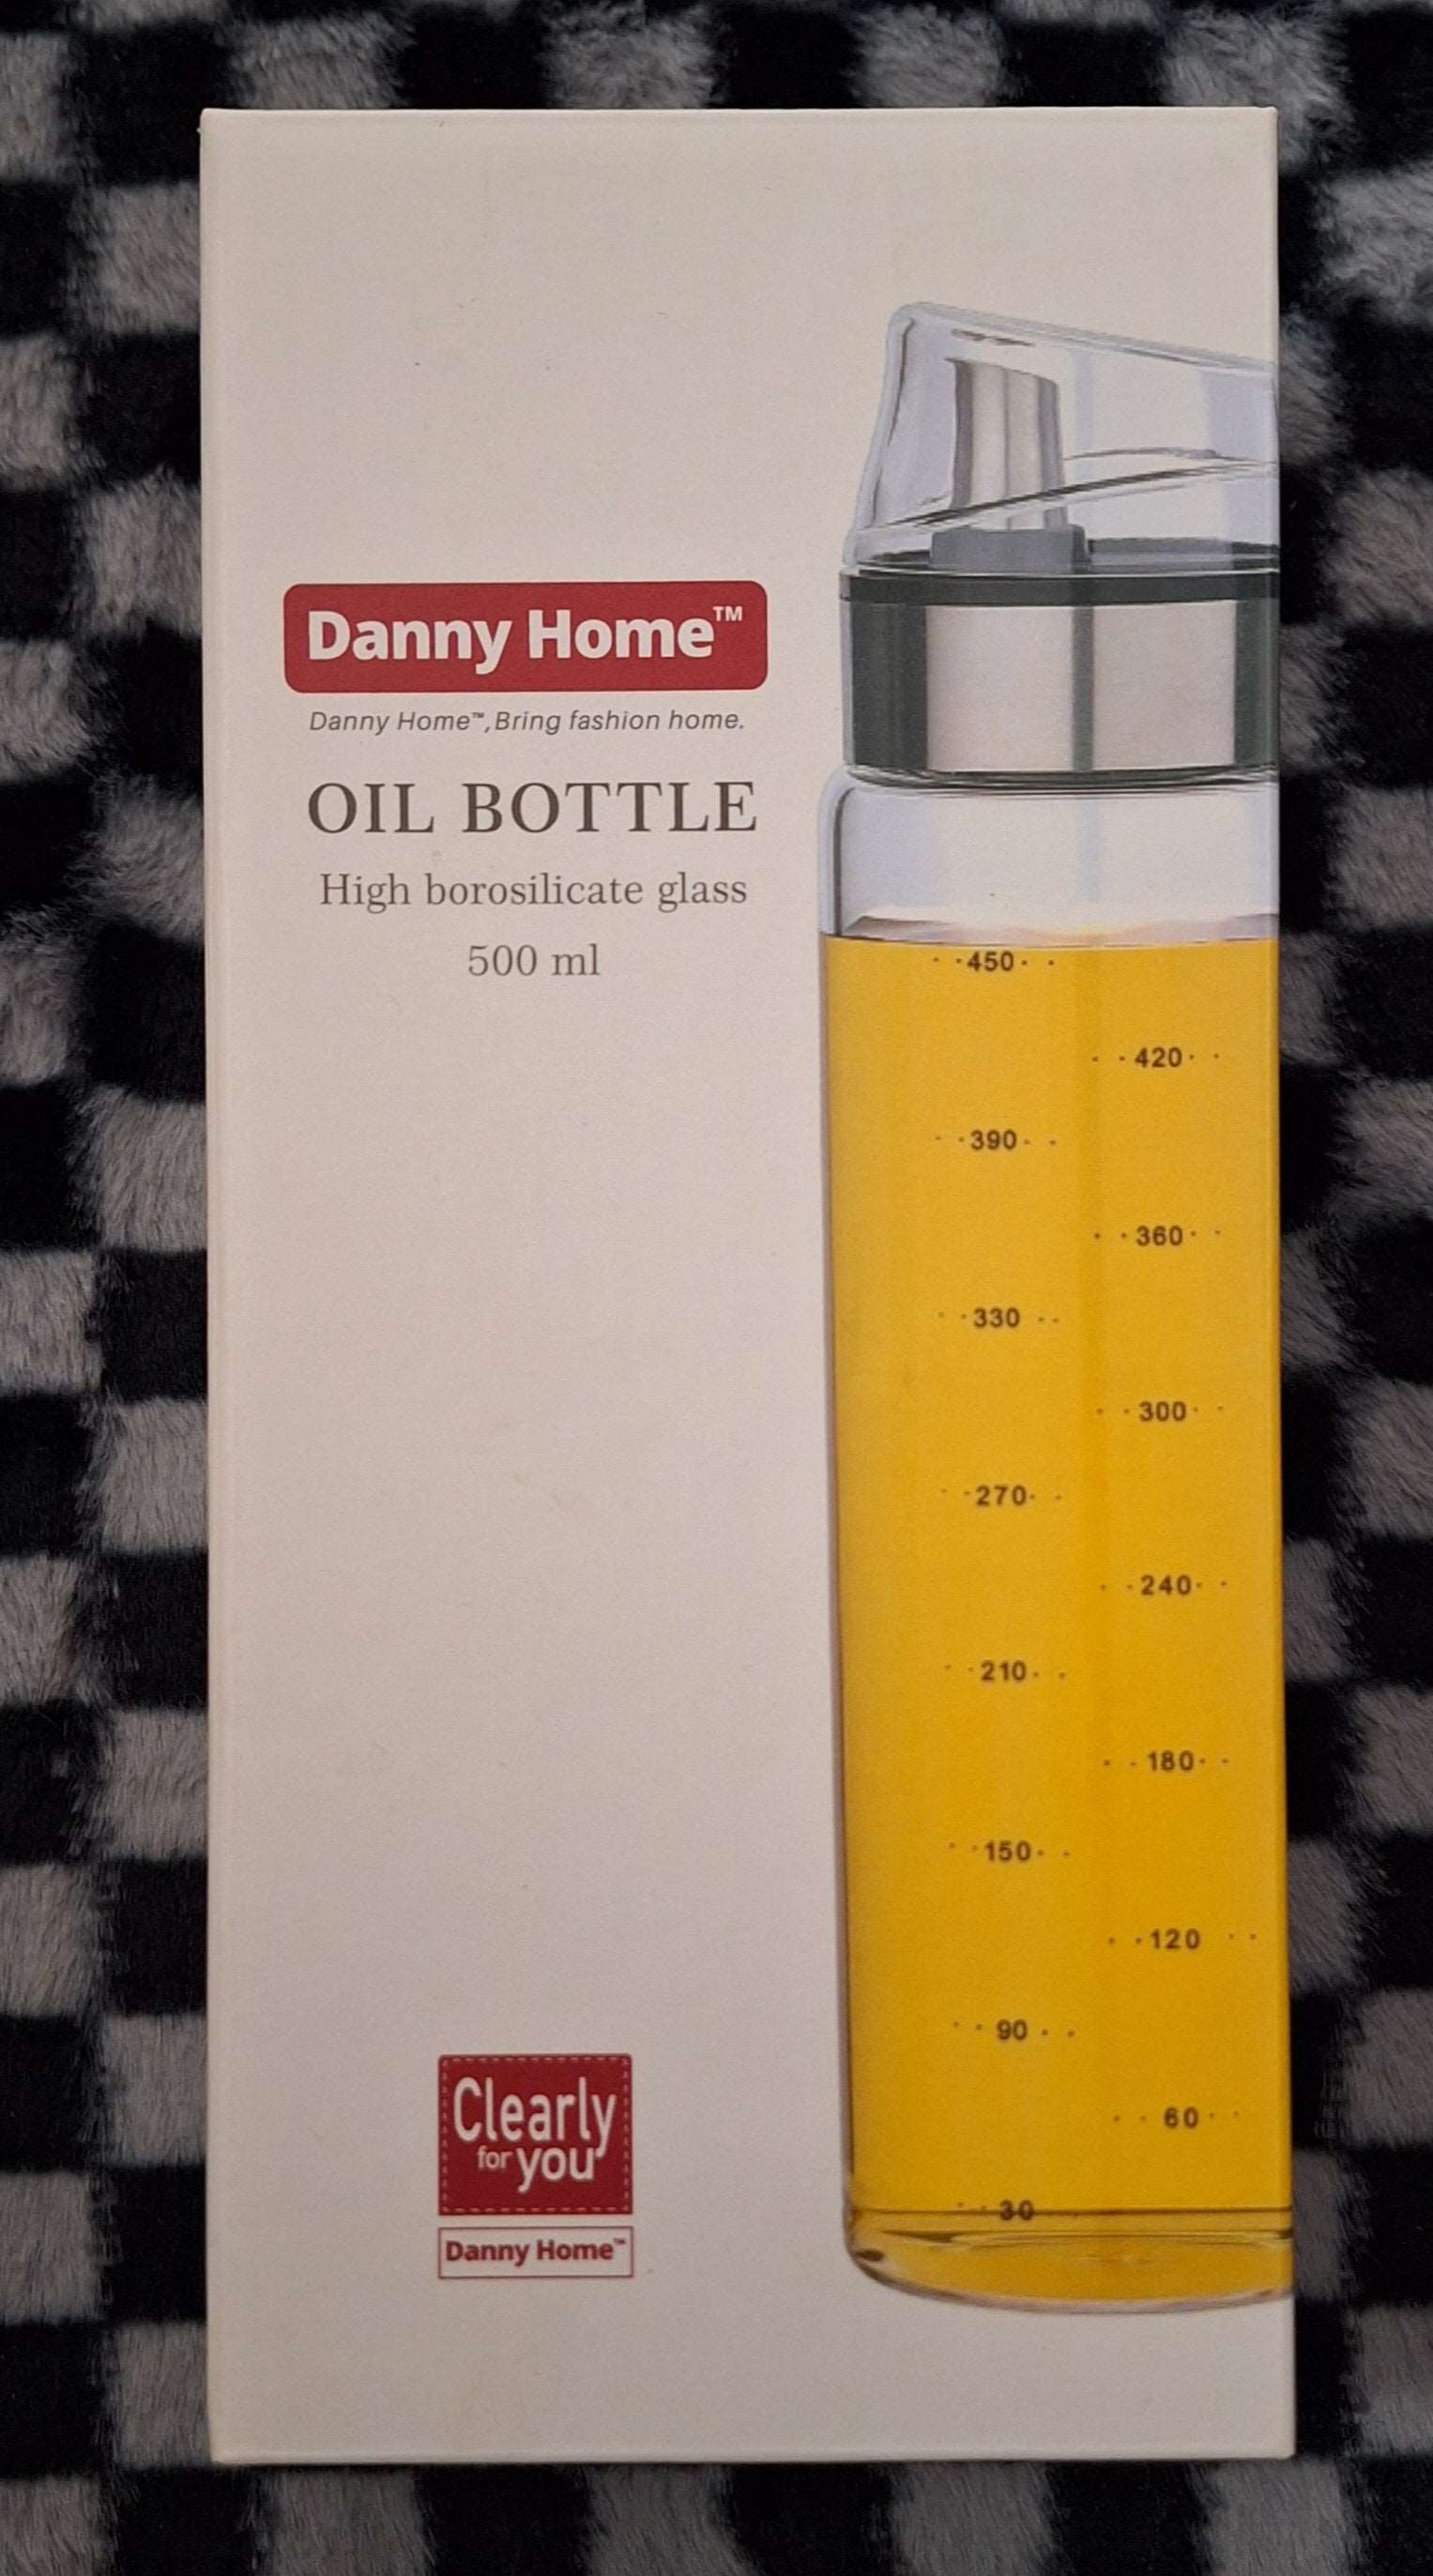 Danny Home™
Danny Home™, Bring fashion home.
OIL BOTTLE
High borosilicate glass
500 ml
450
420
390
360
330
300
270
240
210
180
150
120
90
60
30
Clearly
for you
Danny Home™